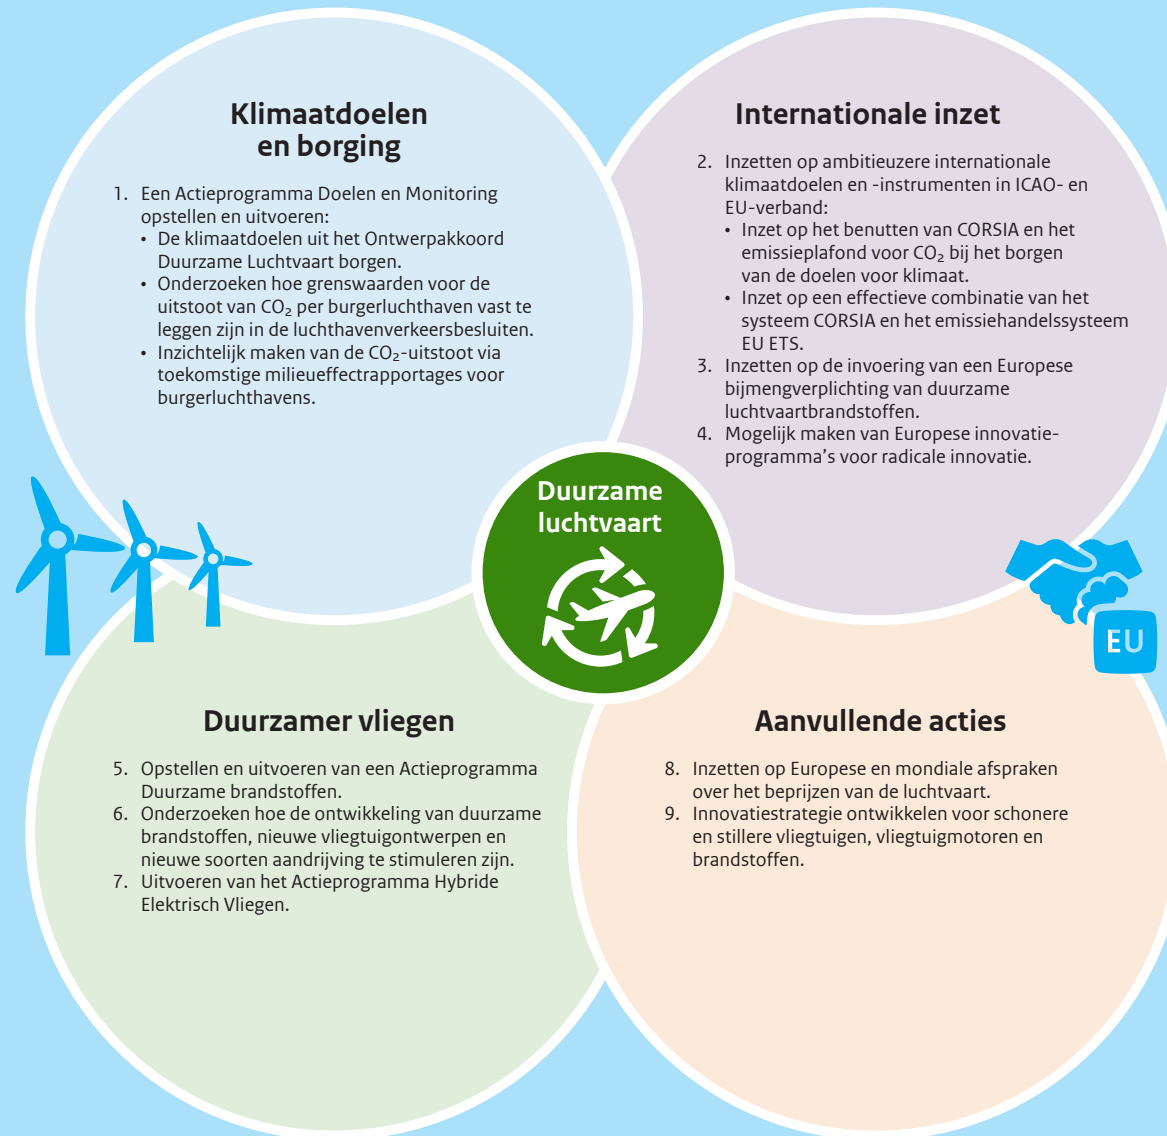 Klimaatdoelen
en borging
1. Een Actieprogramma Doelen en Monitoring
opstellen en uitvoeren:
• De klimaatdoelen uit het Ontwerpakkoord
Duurzame Luchtvaart borgen.
• Onderzoeken hoe grenswaarden voor de
uitstoot van CO₂ per burgerluchthaven vast te
leggen zijn in de luchthavenverkeersbesluiten.
• Inzichtelijk maken van de CO₂-uitstoot via
toekomstige milieueffectrapportages voor
burgerluchthavens.
Internationale inzet
2. Inzetten op ambitieuzere internationale
klimaatdoelen en -instrumenten in ICAO- en
EU-verband:
• Inzet op het benutten van CORSIA en het
emissieplafond voor CO₂ bij het borgen
van de doelen voor klimaat.
• Inzet op een effectieve combinatie van het
systeem CORSIA en het emissiehandelssysteem
EU ETS.
3. Inzetten op de invoering van een Europese
bijmengverplichting van duurzame
luchtvaartbrandstoffen.
4. Mogelijk maken van Europese innovatie-
programma's voor radicale innovatie.
Duurzame
luchtvaart
EU
Duurzamer vliegen
5. Opstellen en uitvoeren van een Actieprogramma
Duurzame brandstoffen.
6. Onderzoeken hoe de ontwikkeling van duurzame
brandstoffen, nieuwe vliegtuigontwerpen en
nieuwe soorten aandrijving te stimuleren zijn.
7. Uitvoeren van het Actieprogramma Hybride
Elektrisch Vliegen.
Aanvullende acties
8. Inzetten op Europese en mondiale afspraken
over het beprijzen van de luchtvaart.
9. Innovatiestrategie ontwikkelen voor schonere
en stillere vliegtuigen, vliegtuigmotoren en
brandstoffen.